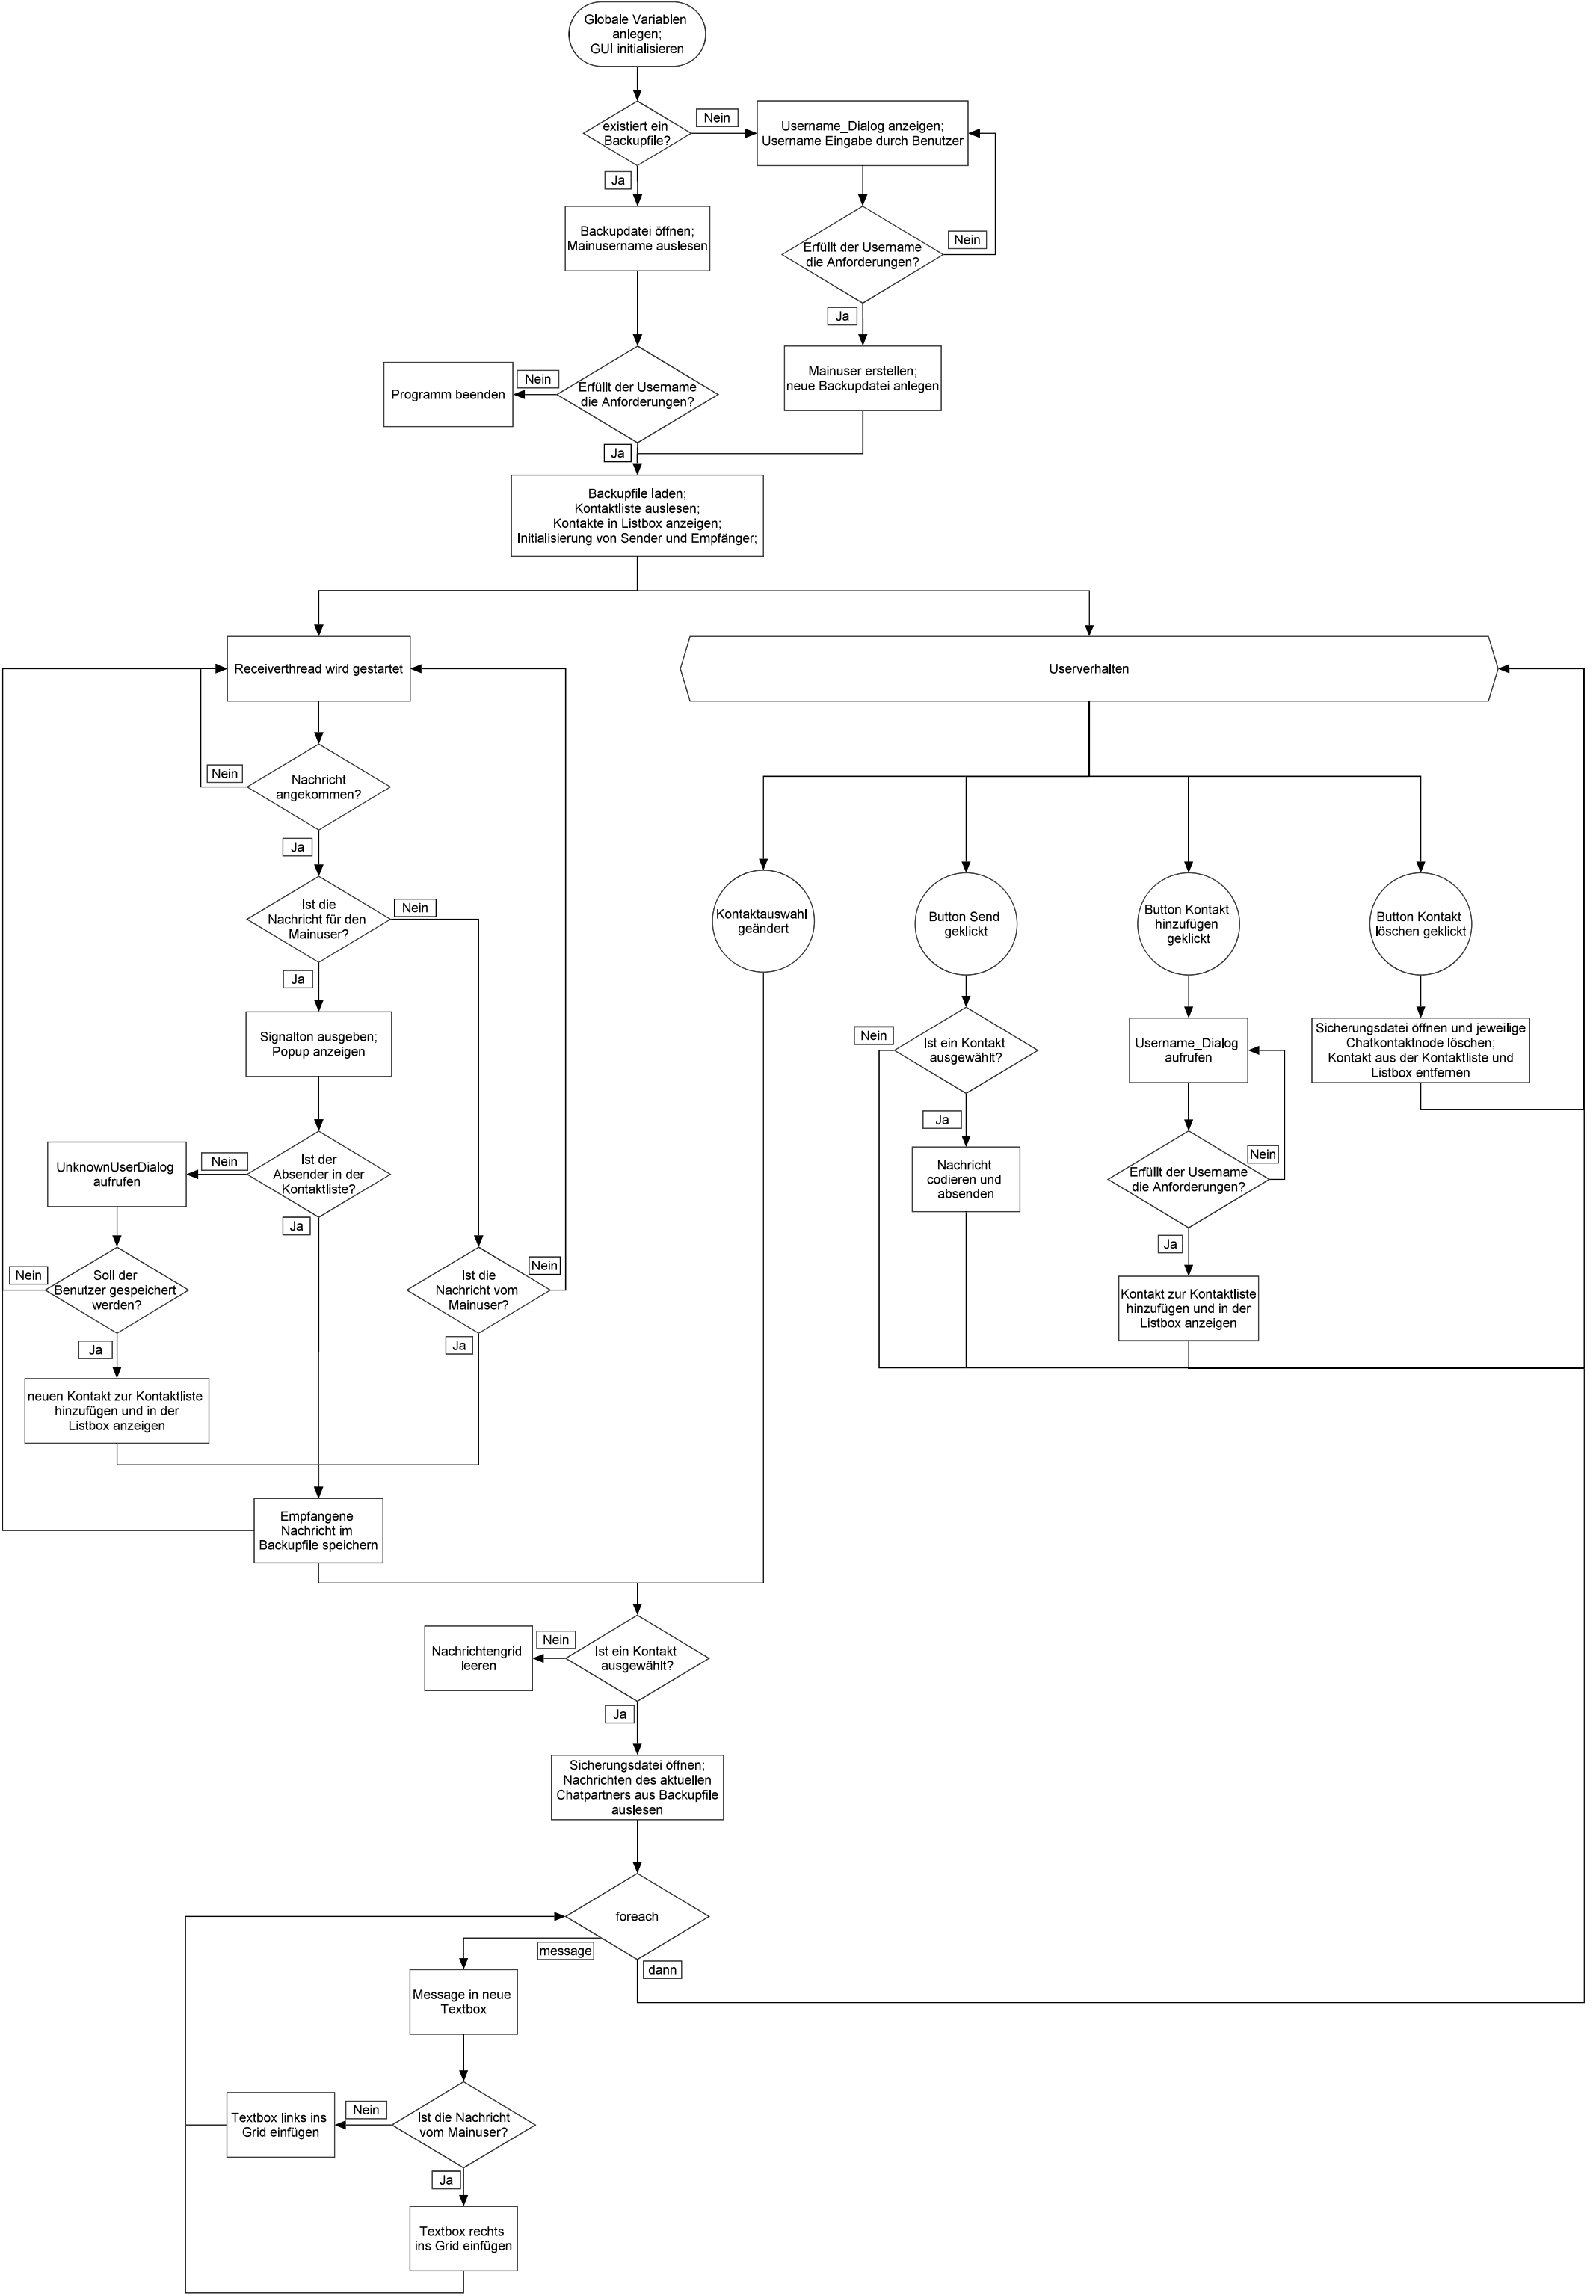 Globale Variablen
anlegen;
GUI initialisieren
existiert ein
Backupfile?
Nein
Username_Dialog anzeigen;
Username Eingabe durch Benutzer
Ja
Backupdatei öffnen;
Mainusername auslesen
Erfüllt der Username
die Anforderungen?
Nein
Ja
Mainuser erstellen;
neue Backupdatei anlegen
Erfüllt der Username
die Anforderungen?
Nein
Programm beenden
Ja
Backupfile laden;
Kontaktliste auslesen;
Kontakte in Listbox anzeigen;
Initialisierung von Sender und Empfänger;
Receiverthread wird gestartet
Userverhalten
Nachricht
angekommen?
Nein
Ja
Ist die
Nachricht für den
Mainuser?
Nein
Ja
Signalton ausgeben;
Popup anzeigen
Ist der
Absender in der
Kontaktliste?
Nein
Ja
UnknownUserDialog
aufrufen
Soll der
Benutzer gespeichert
werden?
Nein
Ja
neuen Kontakt zur Kontaktliste
hinzufügen und in der
Listbox anzeigen
Ist die
Nachricht vom
Mainuser?
Nein
Ja
Empfangene
Nachricht im
Backupfile speichern
Kontaktauswahl
geändert
Button Send
geklickt
Button Kontakt
hinzufügen
geklickt
Button Kontakt
löschen geklickt
Nein
Ist ein Kontakt
ausgewählt?
Ja
Nachricht
codieren und
absenden
Username_Dialog
aufrufen
Erfüllt der Username
die Anforderungen?
Nein
Ja
Kontakt zur Kontaktliste
hinzufügen und in der
Listbox anzeigen
Sicherungsdatei öffnen und jeweilige
Chatkontaktnode löschen;
Kontakt aus der Kontaktliste und
Listbox entfernen
Ist ein Kontakt
ausgewählt?
Nein
Nachrichtengrid
leeren
Ja
Sicherungsdatei öffnen;
Nachrichten des aktuellen
Chatpartners aus Backupfile
auslesen
foreach
message
dann
Message in neue
Textbox
Ist die Nachricht
vom Mainuser?
Nein
Textbox links ins
Grid einfügen
Ja
Textbox rechts
ins Grid einfügen